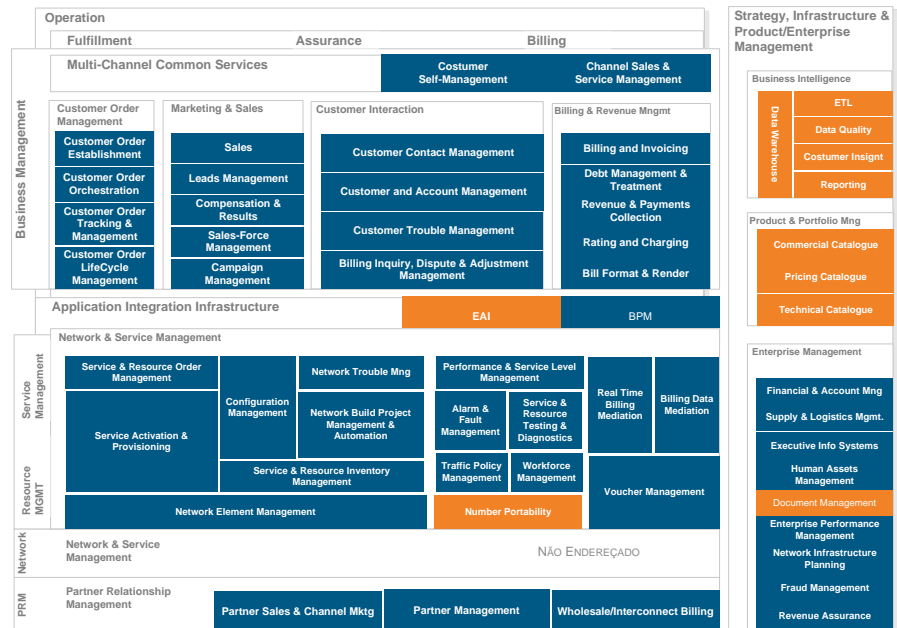 Operation
Fulfillment
Assurance
Billing
Multi-Channel Common Services
Costumer
Self-Management
Channel Sales &
Service Management
Business Management
Customer Order
Management
Customer Order
Establishment
Customer Order
Orchestration
Customer Order
Tracking &
Management
Customer Order
LifeCycle
Management
Marketing & Sales
Sales
Leads Management
Compensation &
Results
Sales-Force
Management
Campaign
Management
Customer Interaction
Customer Contact Management
Customer and Account Management
Customer Trouble Management
Billing Inquiry, Dispute & Adjustment
Management
Billing & Revenue Mngmt
Billing and Invoicing
Debt Management &
Treatment
Revenue & Payments
Collection
Rating and Charging
Bill Format & Render
Application Integration Infrastructure
EAI
BPM
Service
Management
Resource
MGMT
Network & Service Management
Service & Resource Order
Management
Service Activation &
Provisioning
Configuration
Management
Network Trouble Mng
Network Build Project
Management &
Automation
Service & Resource Inventory
Management
Network Element Management
Performance & Service Level
Management
Alarm &
Fault
Management
Service &
Resource
Testing &
Diagnostics
Traffic Policy
Management
Workforce
Management
Number Portability
Real Time
Billing
Mediation
Billing Data
Mediation
Voucher Management
Network
Network & Service
Management
NÃO ENDEREÇADO
PRM
Partner Relationship
Management
Partner Sales & Channel Mktg
Partner Management
Wholesale/Interconnect Billing
Strategy, Infrastructure &
Product/Enterprise
Management
Business Intelligence
Data Warehouse
ETL
Data Quality
Costumer Insignt
Reporting
Product & Portfolio Mng
Commercial Catalogue
Pricing Catalogue
Technical Catalogue
Enterprise Management
Financial & Account Mng
Supply & Logistics Mgmt.
Executive Info Systems
Human Assets
Management
Document Management
Enterprise Performance
Management
Network Infrastructure
Planning
Fraud Management
Revenue Assurance